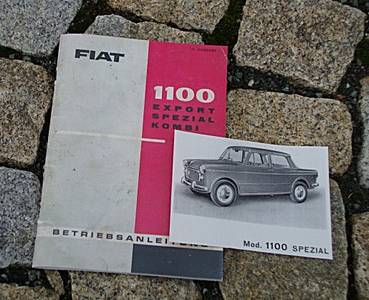 FIAT
1100
EXPORT
SPEZIAL
KOMBI
BETRIEBSANLEITUNG
Mod. 1100 SPEZIAL